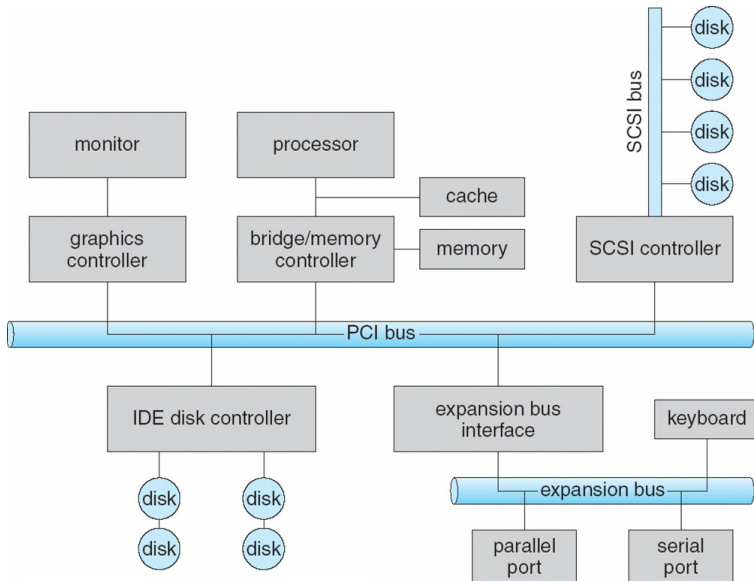 disk
disk
SCSI bus
disk
disk
monitor
processor
cache
graphics
controller
bridge/memory
controller
memory
SCSI controller
PCI bus
IDE disk controller
expansion bus
interface
keyboard
disk
disk
expansion bus
disk
disk
parallel
port
serial
port